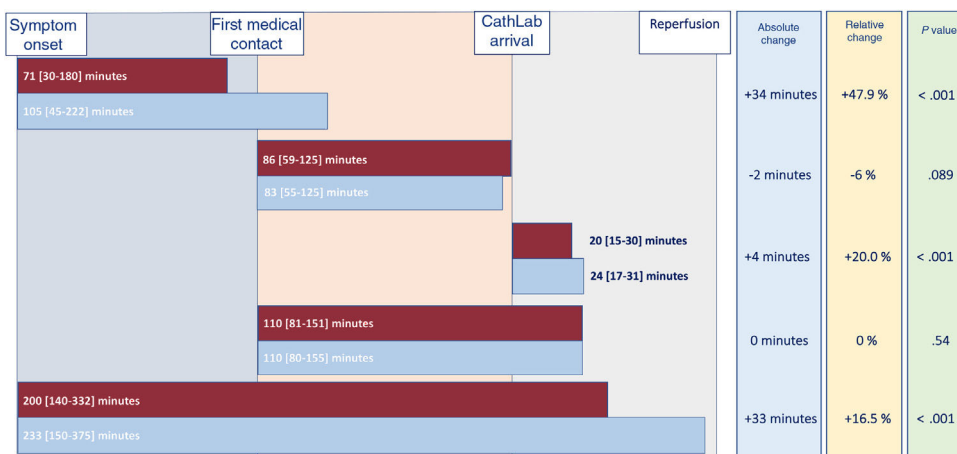 Symptom
onset
First medical
contact
CathLab
arrival
Reperfusion
Absolute
change
Relative
change
P value
71 [30-180] minutes
105 [45-222] minutes
+34 minutes
+47.9 %
< .001
86 [59-125] minutes
83 [55-125] minutes
-2 minutes
-6 %
.089
20 [15-30] minutes
24 [17-31] minutes
+4 minutes
+20.0 %
< .001
110 [81-151] minutes
110 [80-155] minutes
0 minutes
0 %
.54
200 [140-332] minutes
233 [150-375] minutes
+33 minutes
+16.5 %
< .001